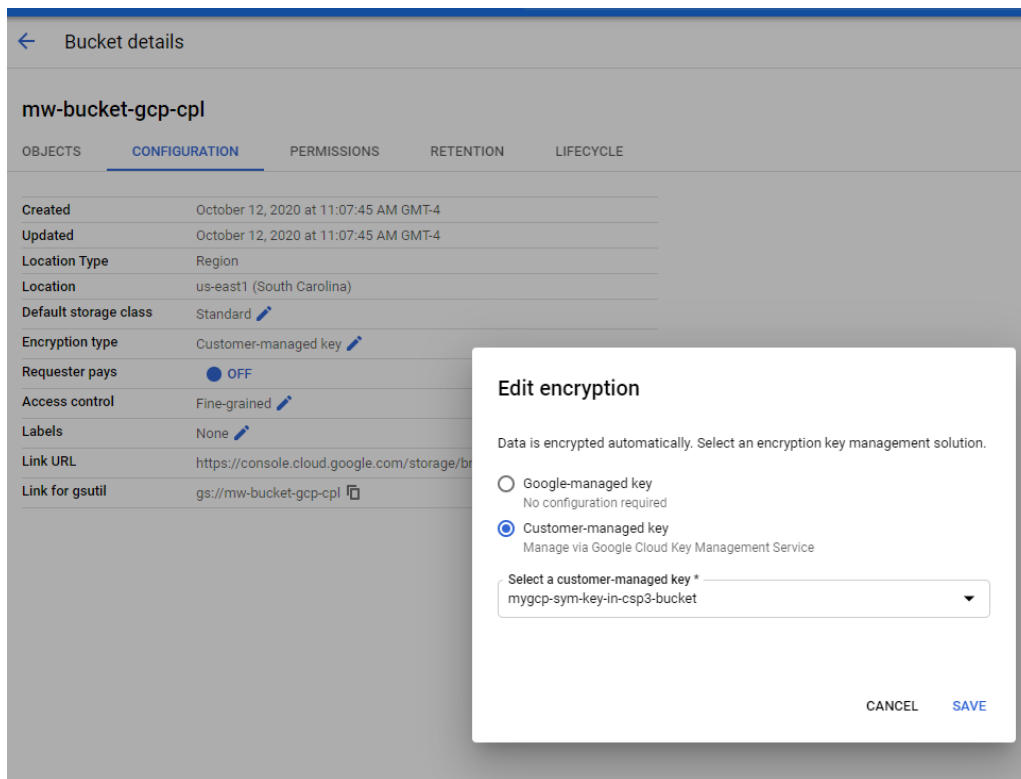 Bucket details
mw-bucket-gcp-cpl
OBJECTS CONFIGURATION PERMISSIONS RETENTION LIFECYCLE
Created October 12, 2020 at 11:07:45 AM GMT-4
Updated October 12, 2020 at 11:07:45 AM GMT-4
Location Type Region
Location us-east1 (South Carolina)
Default storage class Standard
Encryption type Customer-managed key
Requester pays OFF
Access control Fine-grained
Labels None
Link URL https://console.cloud.google.com/storage/br
Link for gsutil gs://mw-bucket-gcp-cpl
Edit encryption
Data is encrypted automatically. Select an encryption key management solution.
Google-managed key
No configuration required
Customer-managed key
Manage via Google Cloud Key Management Service
Select a customer-managed key *
mygcp-sym-key-in-csp3-bucket
CANCEL SAVE